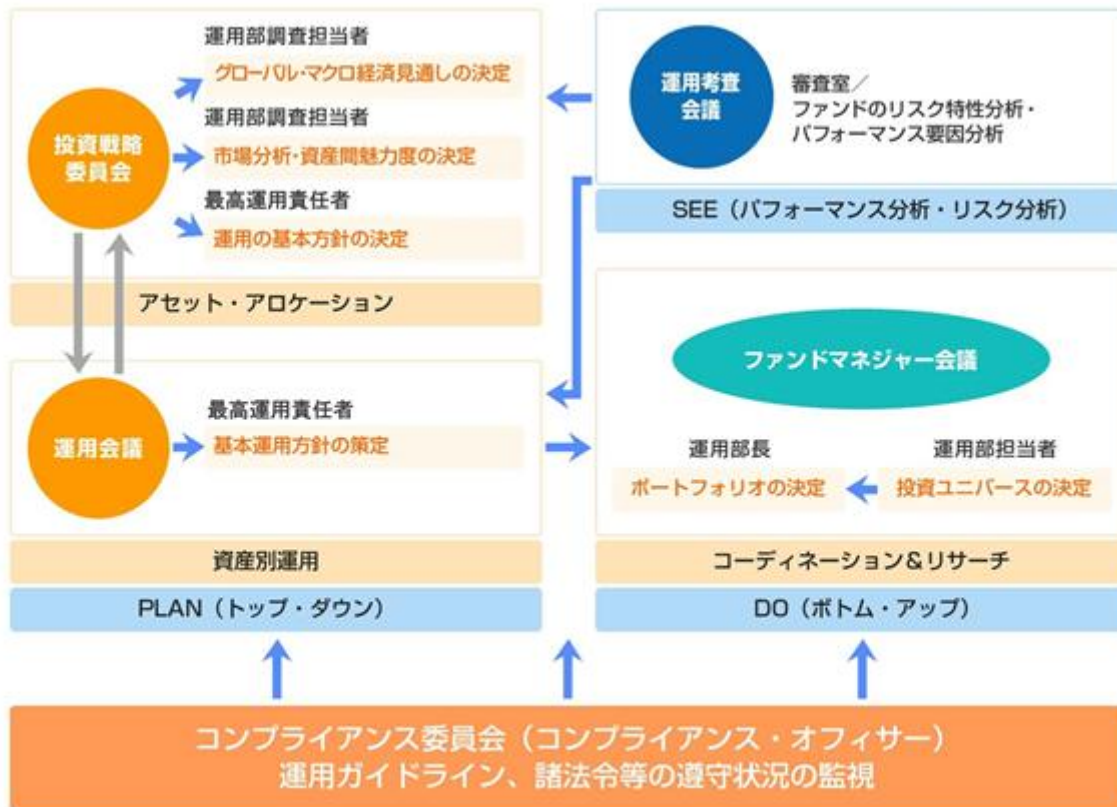 運用部調査担当者
グローバル・マクロ経済見通しの決定
投資戦略
委員会
運用部調査担当者
市場分析・資産間魅力度の決定
最高運用責任者
運用の基本方針の決定
アセット・アロケーション
運用考査
会議
審査室／
ファンドのリスク特性分析・
パフォーマンス要因分析
SEE（パフォーマンス分析・リスク分析）
運用会議
最高運用責任者
基本運用方針の策定
資産別運用
PLAN（トップ・ダウン）
ファンドマネジャー会議
運用部長
ポートフォリオの決定
運用部担当者
投資ユニバースの決定
コーディネーション＆リサーチ
DO（ボトム・アップ）
コンプライアンス委員会（コンプライアンス・オフィサー）
運用ガイドライン、諸法令等の遵守状況の監視